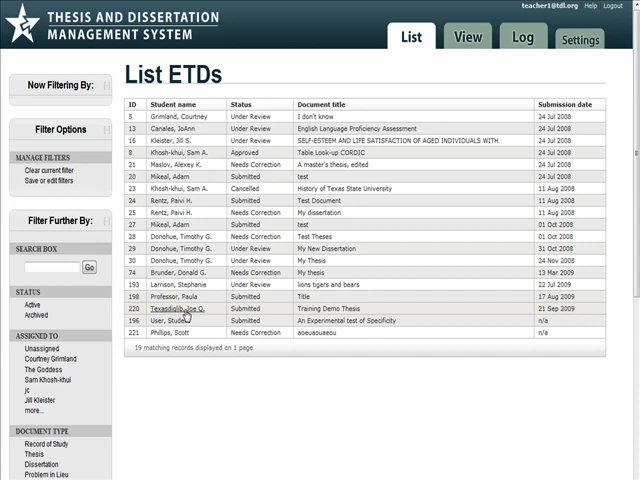 teacher1@tdl.org Help Logout
THESIS AND DISSERTATION
MANAGEMENT SYSTEM
List View Log Settings
List ETDs
Now Filtering By: [-]
Filter Options [-]
MANAGE FILTERS
Clear current filter
Save or edit filters
Filter Further By: [-]
SEARCH BOX
Go
STATUS
Active
Archived
ASSIGNED TO
Unassigned
Courtney Grimland
The Goddess
Sam Khosh-khui
jc
Jill Kleister
more...
DOCUMENT TYPE
Record of Study
Thesis
Dissertation
Problem in Lieu
ID Student name Status Document title Submission date
5 Grimland, Courtney Under Review I don't know 24 Jul 2008
13 Canales, JoAnn Under Review English Language Proficiency Assessment 24 Jul 2008
16 Kleister, Jill S. Under Review SELF-ESTEEM AND LIFE SATISFACTION OF AGED INDIVIDUALS WITH 24 Jul 2008
8 Khosh-khui, Sam A. Approved Table Look-up CORDIC 24 Jul 2008
21 Maslov, Alexey K. Needs Correction A master's thesis, edited 24 Jul 2008
20 Mikeal, Adam Submitted test 24 Jul 2008
23 Khosh-khui, Sam A. Cancelled History of Texas State University 11 Aug 2008
24 Rentz, Paivi H. Submitted Test Document 11 Aug 2008
25 Rentz, Paivi H. Needs Correction My dissertation 11 Aug 2008
27 Mikeal, Adam Submitted test 01 Oct 2008
28 Donohue, Timothy G. Needs Correction Test Theses 01 Oct 2008
29 Donohue, Timothy G. Under Review My New Dissertation 31 Oct 2008
30 Donohue, Timothy G. Under Review My Thesis 24 Nov 2008
74 Brunder, Donald G. Needs Correction My thesis 13 Mar 2009
193 Larrison, Stephanie Under Review lions tigers and bears 22 Jul 2009
198 Professor, Paula Submitted Title 17 Aug 2009
220 Texasdiglib, Joe Q. Submitted Training Demo Thesis 21 Sep 2009
196 User, Student Submitted An Experimental test of Specificity n/a
221 Phillips, Scott Needs Correction aoeuaouaoeu n/a
19 matching records displayed on 1 page